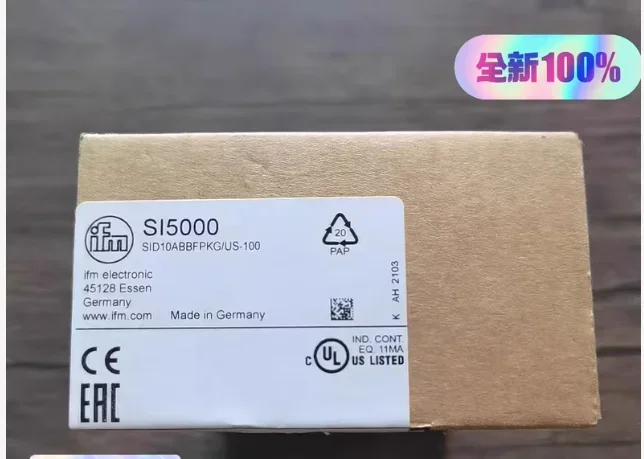 全新100%
ifm
SI5000
SID10ABBFPKG/US-100
20
PAP
ifm electronic
45128 Essen
Germany
www.ifm.com Made in Germany
K AH 2103
CE
EAC
C UL US LISTED
IND. CONT.
EQ. 11MA